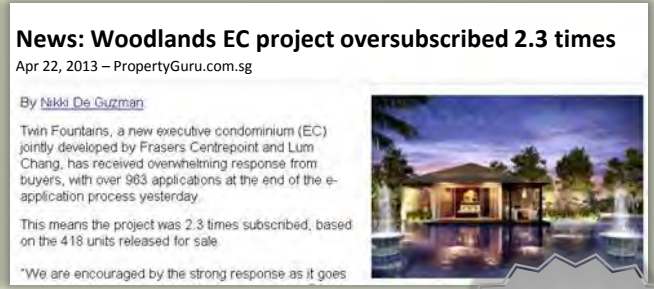 News: Woodlands EC project oversubscribed 2.3 times
Apr 22, 2013 – PropertyGuru.com.sg
By Nikki De Guzman
Twin Fountains, a new executive condominium (EC)
jointly developed by Frasers Centrepoint and Lum
Chang, has received overwhelming response from
buyers, with over 963 applications at the end of the e-
application process yesterday.
This means the project was 2.3 times subscribed, based
on the 418 units released for sale.
"We are encouraged by the strong response as it goes